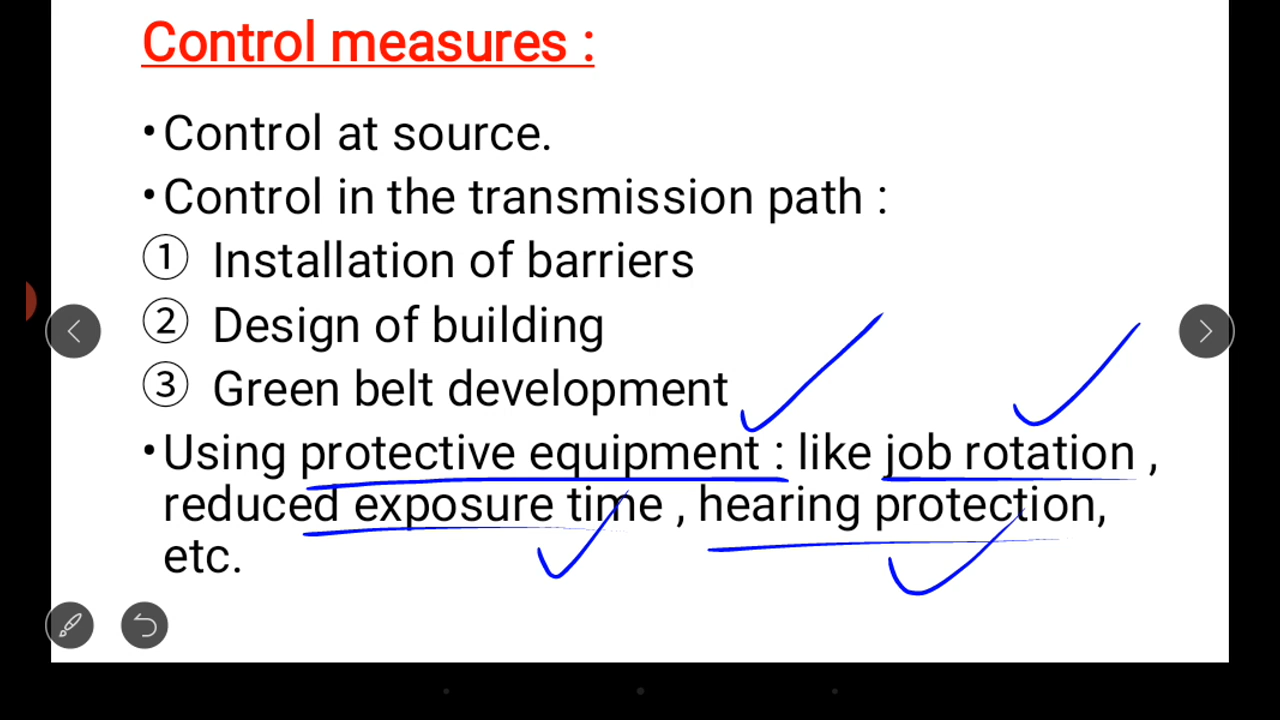 Control measures :
•Control at source.
•Control in the transmission path :
① Installation of barriers
② Design of building
③ Green belt development
•Using protective equipment : like job rotation ,
reduced exposure time , hearing protection,
etc.